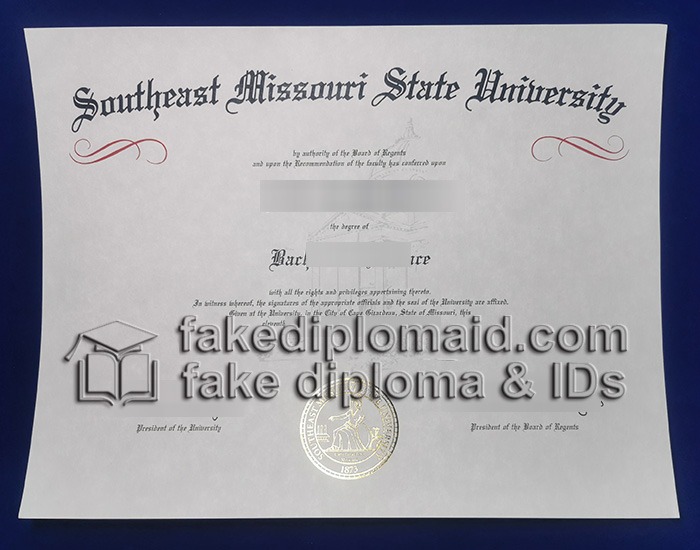 Southeast Missouri State University
by authority of the Board of Regents
and upon the Recommendation of the faculty has conferred upon
the degree of
Bac nce
with all the rights and privileges appertaining thereto.
In witness whereof, the signatures of the appropriate officials and the seal of the University are affixed.
Given at the University, in the City of Cape Girardeau, State of Missouri, this
eleventh
fakediplomaid.com
fake diploma & IDs
President of the University
President of the Board of Regents
1873